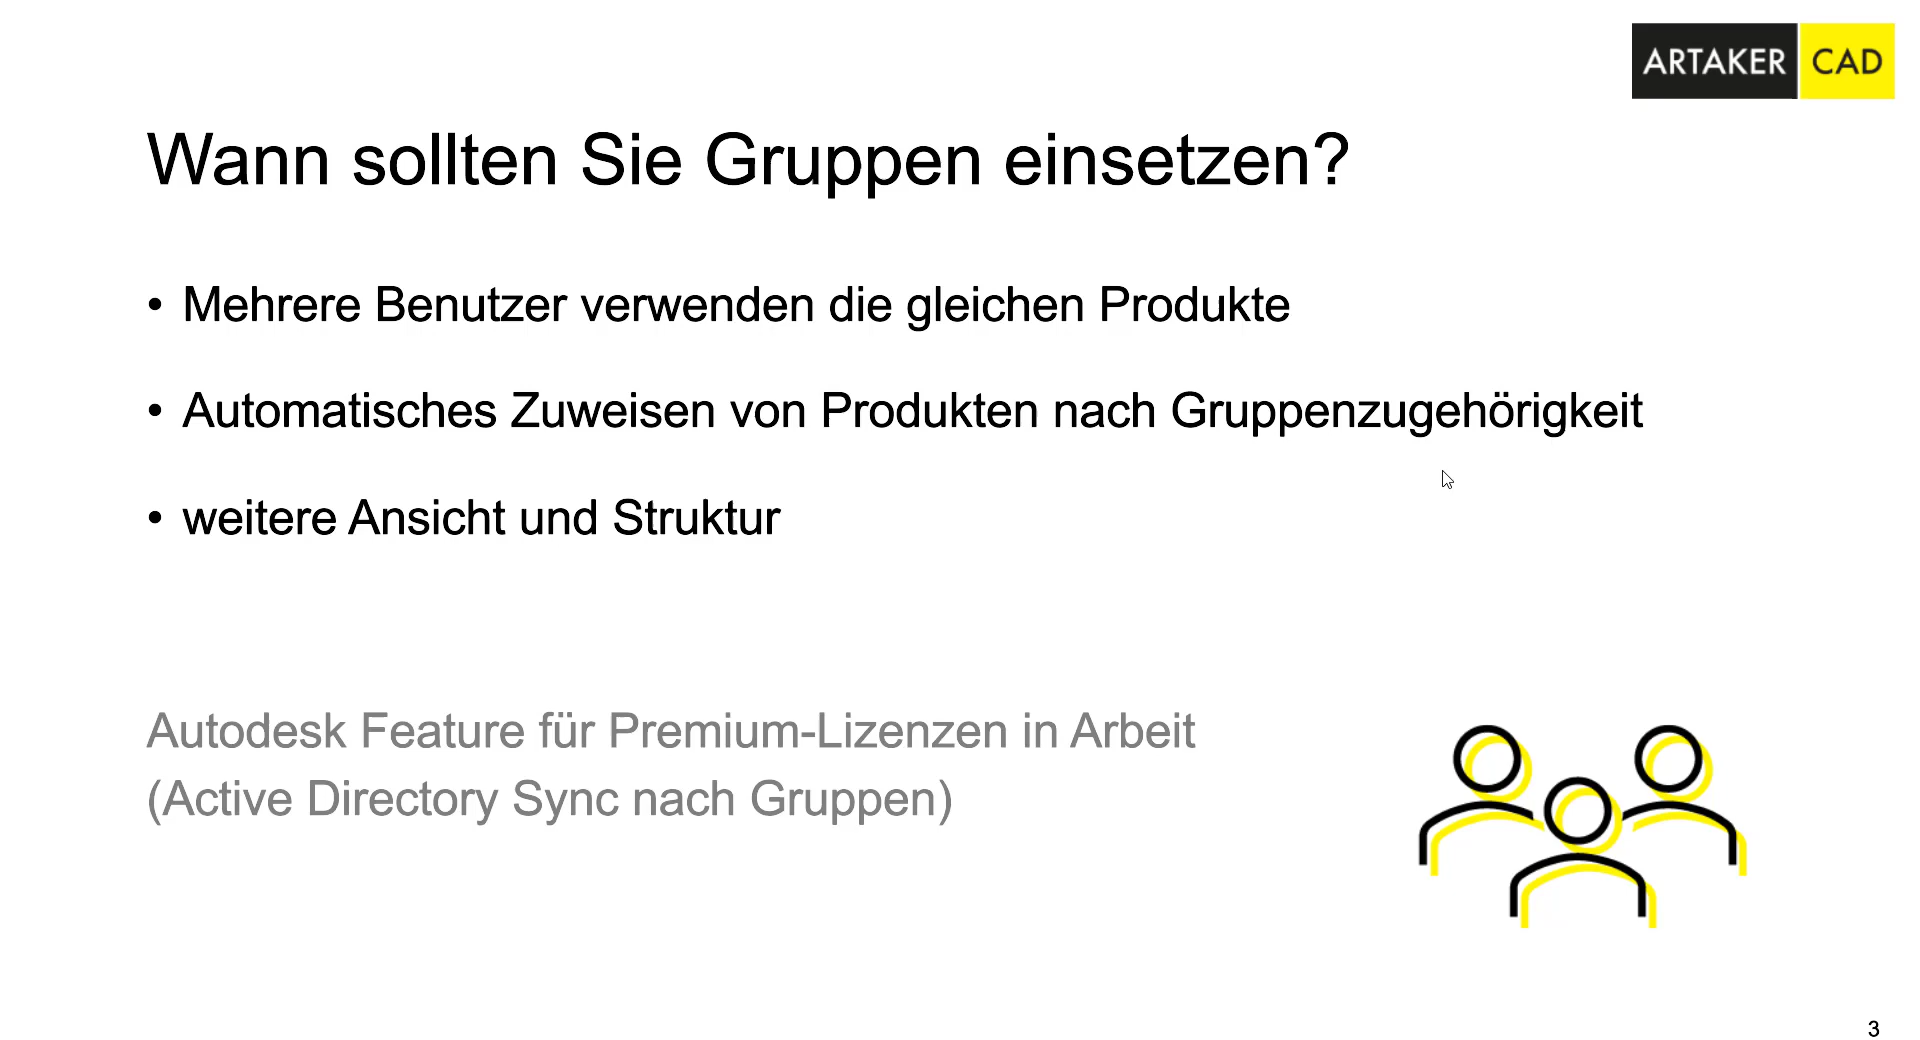 ARTAKER CAD
Wann sollten Sie Gruppen einsetzen?
• Mehrere Benutzer verwenden die gleichen Produkte
• Automatisches Zuweisen von Produkten nach Gruppenzugehörigkeit
• weitere Ansicht und Struktur
Autodesk Feature für Premium-Lizenzen in Arbeit
(Active Directory Sync nach Gruppen)
3